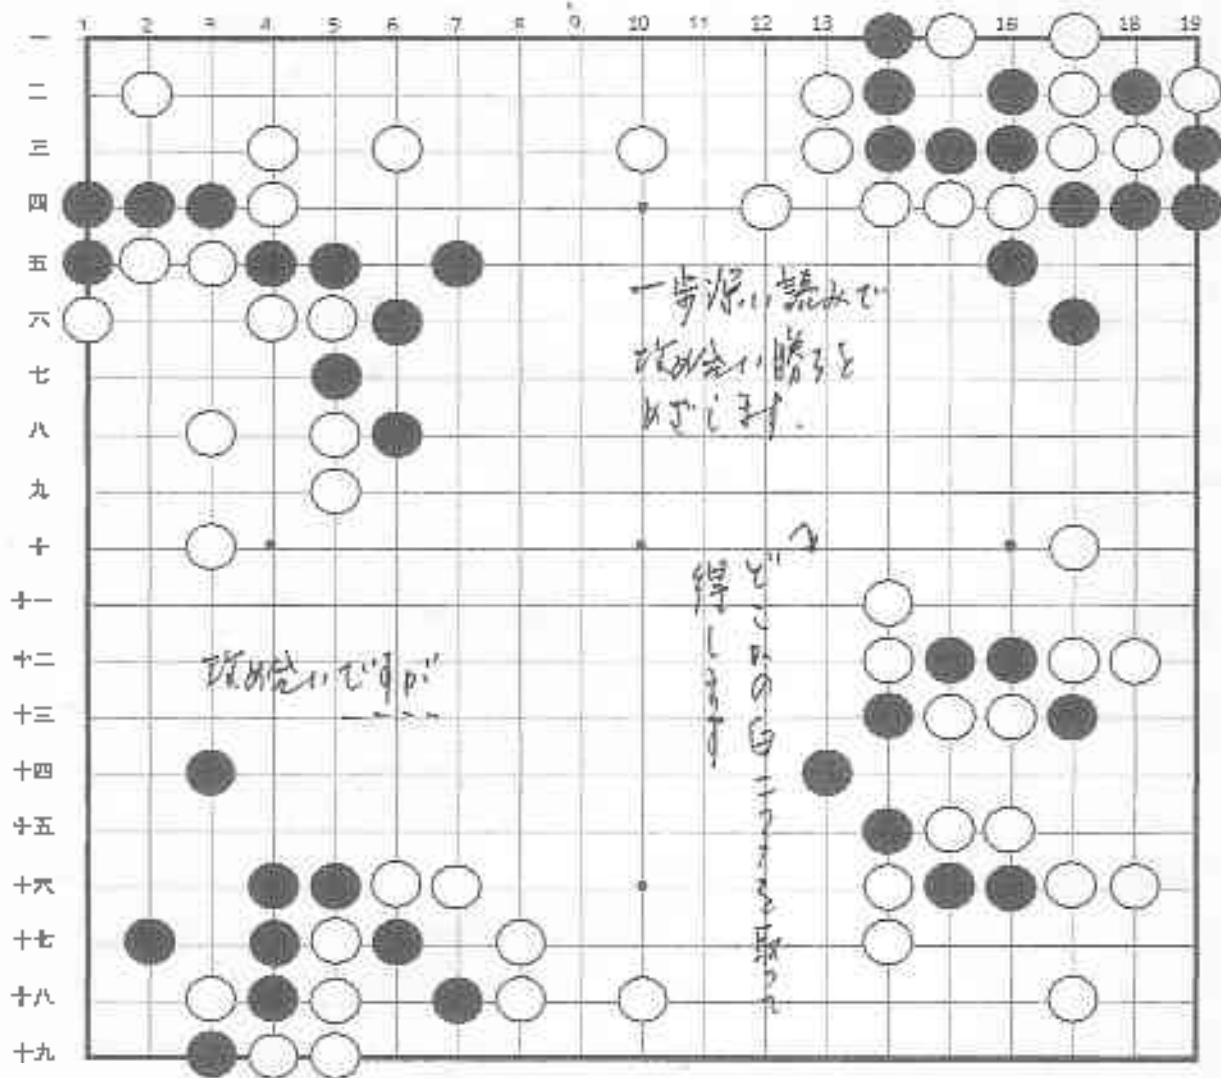 1 2 3 4 5 6 7 8 9 10 11 12 13 16 18 19
一
二
三
四
五
六
七
八
九
十
十一
十二
十三
十四
十五
十六
十七
十八
十九
一歩深い読みで
攻め合い勝ちを
めざします.
どこかの白二つ を取って
得します
攻め合いですが